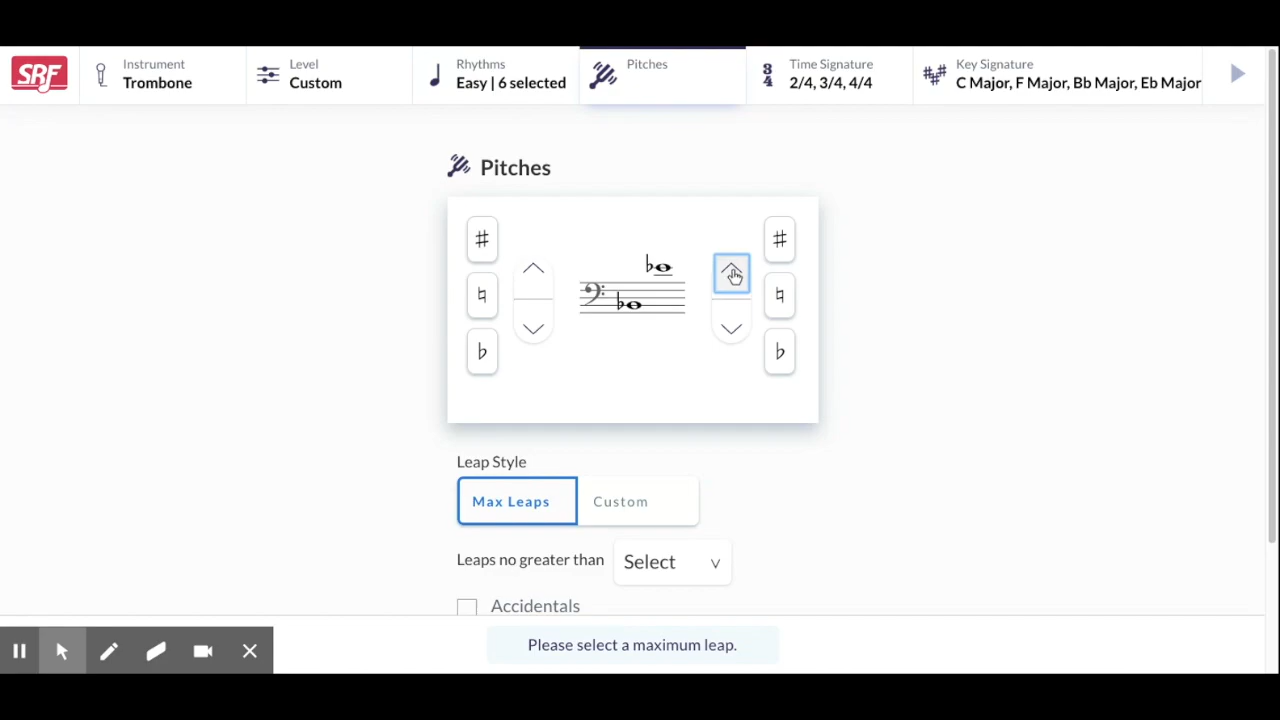 SRF
Instrument
Trombone
Level
Custom
Rhythms
Easy | 6 selected
Pitches
3
4
Time Signature
2/4, 3/4, 4/4
Key Signature
C Major, F Major, Bb Major, Eb Major
Pitches
♯ ♯
♮ ♮
♭ ♭
Leap Style
Max Leaps Custom
Leaps no greater than Select
Accidentals
Please select a maximum leap.